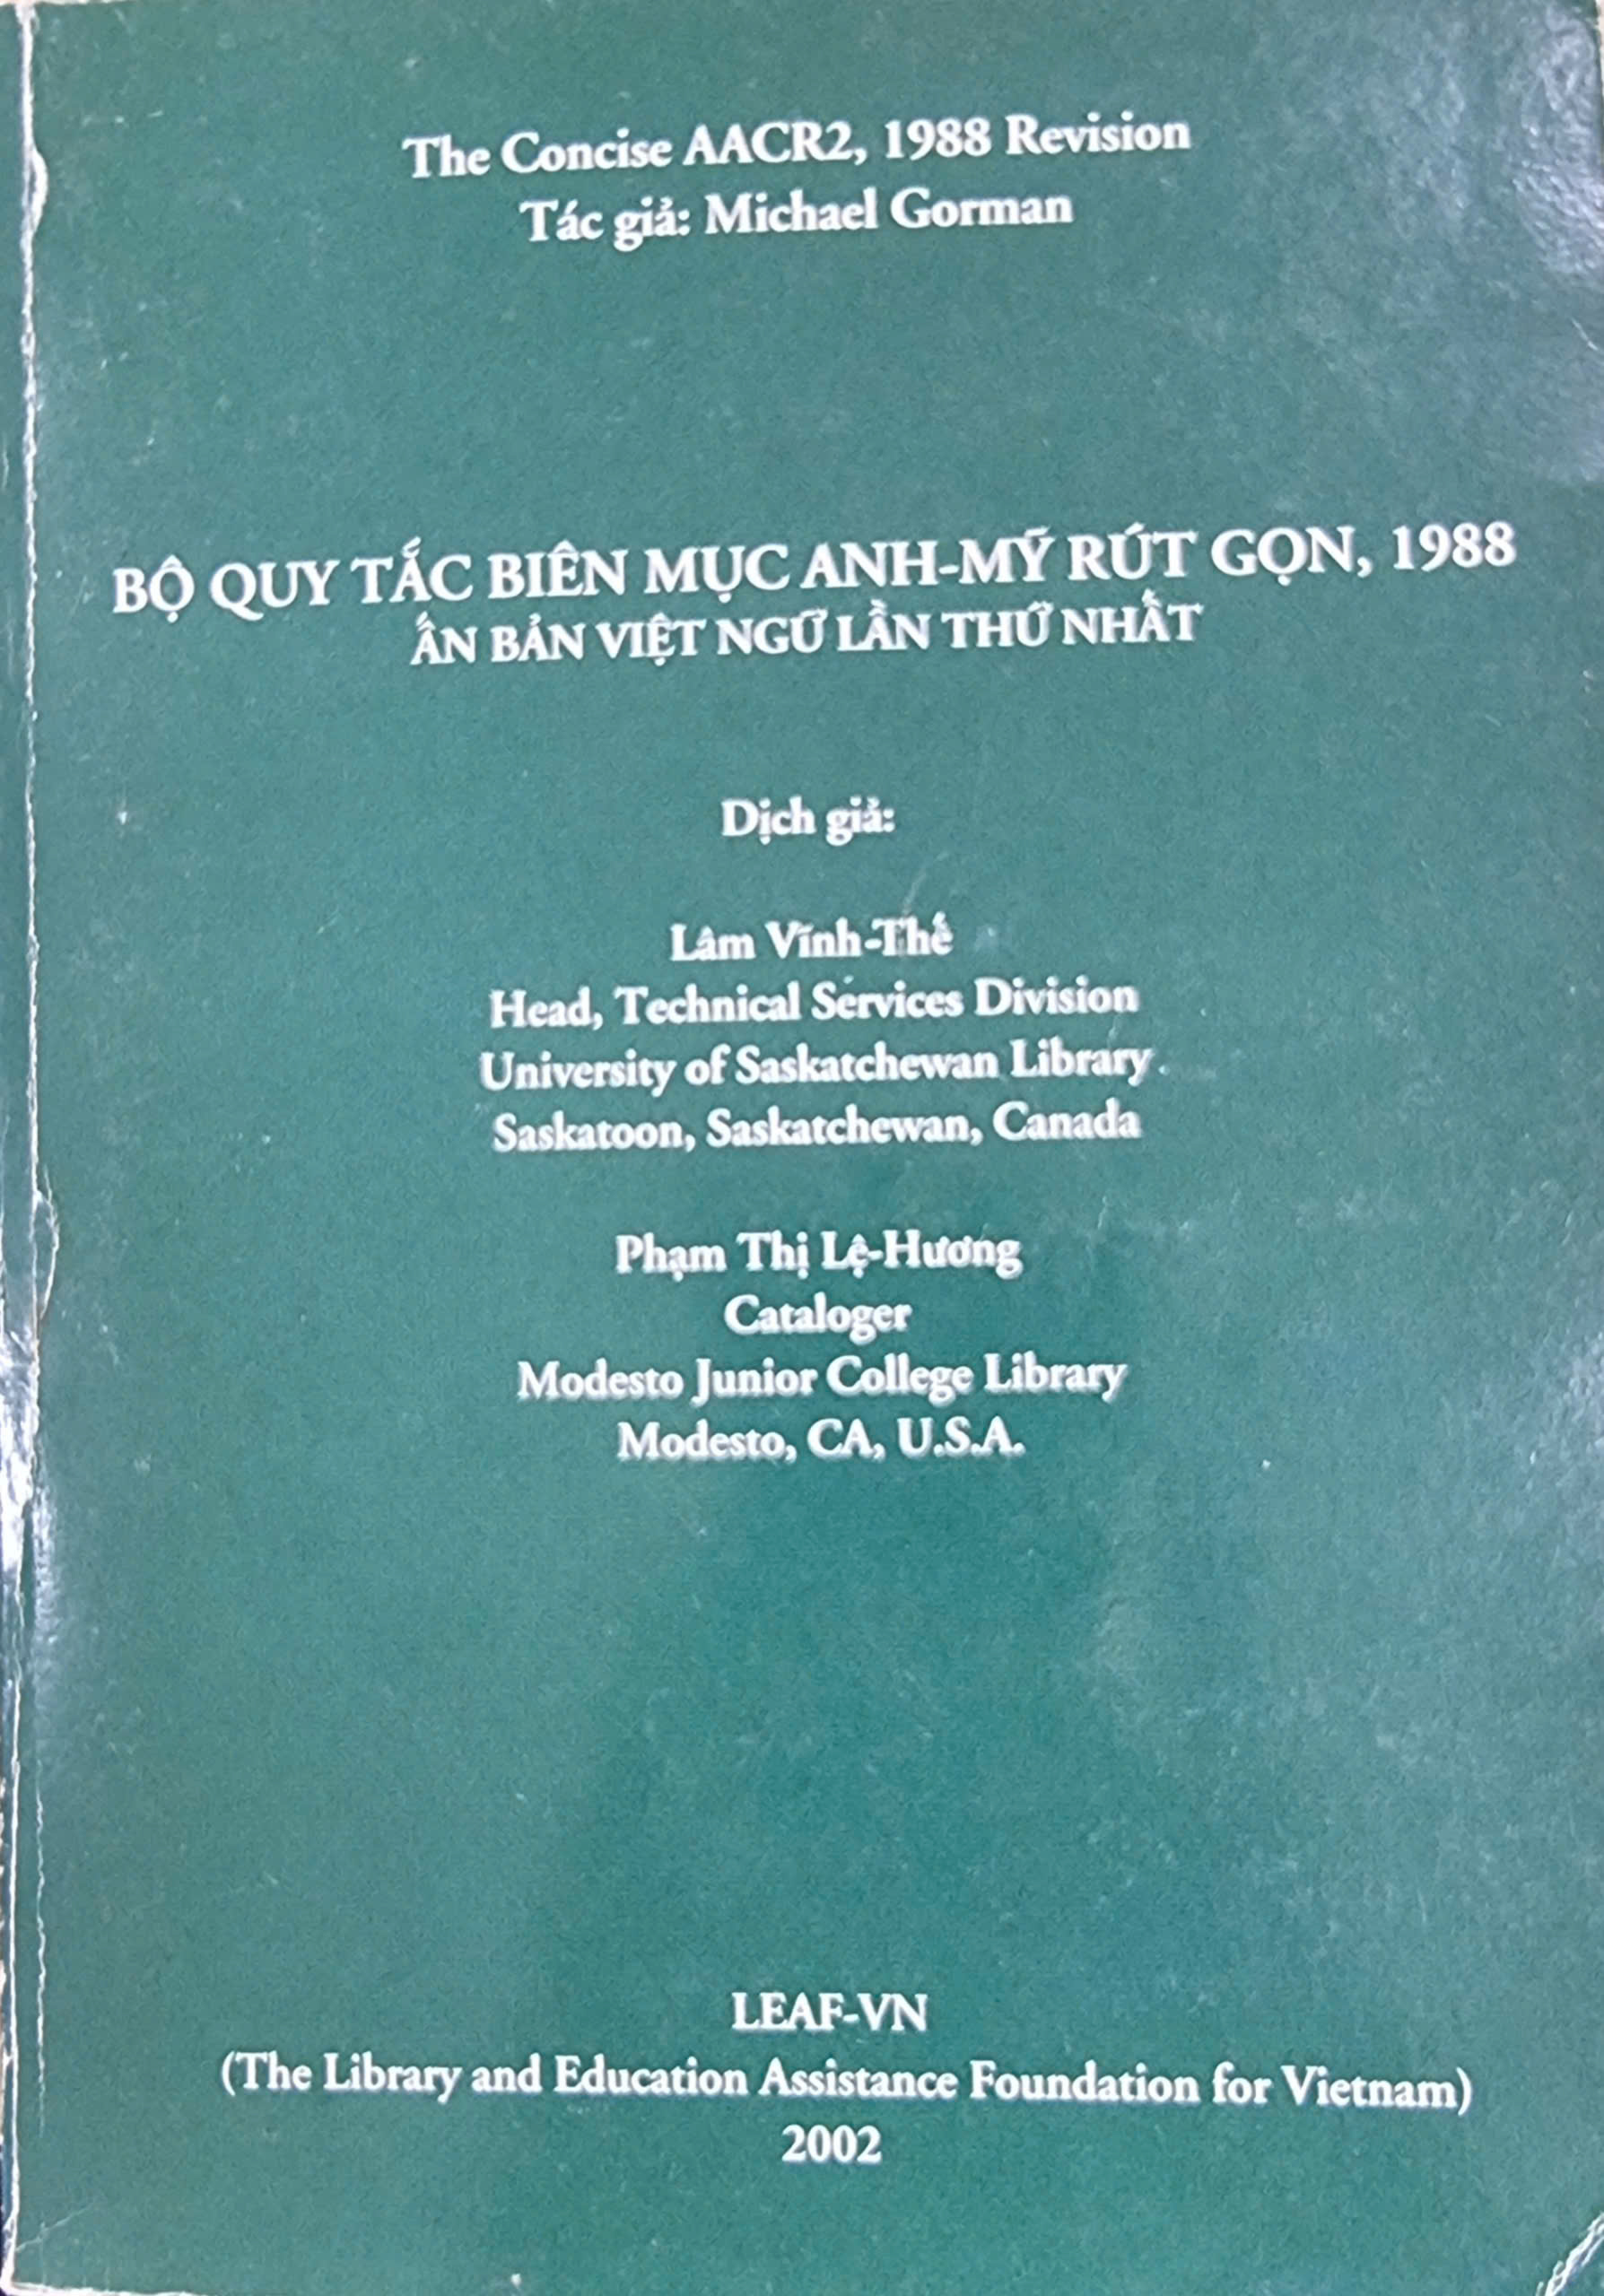 The Concise AACR2, 1988 Revision
Tác giả: Michael Gorman
BỘ QUY TẮC BIÊN MỤC ANH-MỸ RÚT GỌN, 1988
ẤN BẢN VIỆT NGỮ LẦN THỨ NHẤT
Dịch giả:
Lâm Vĩnh-Thế
Head, Technical Services Division
University of Saskatchewan Library
Saskatoon, Saskatchewan, Canada
Phạm Thị Lệ-Hương
Cataloger
Modesto Junior College Library
Modesto, CA, U.S.A.
LEAF-VN
(The Library and Education Assistance Foundation for Vietnam)
2002